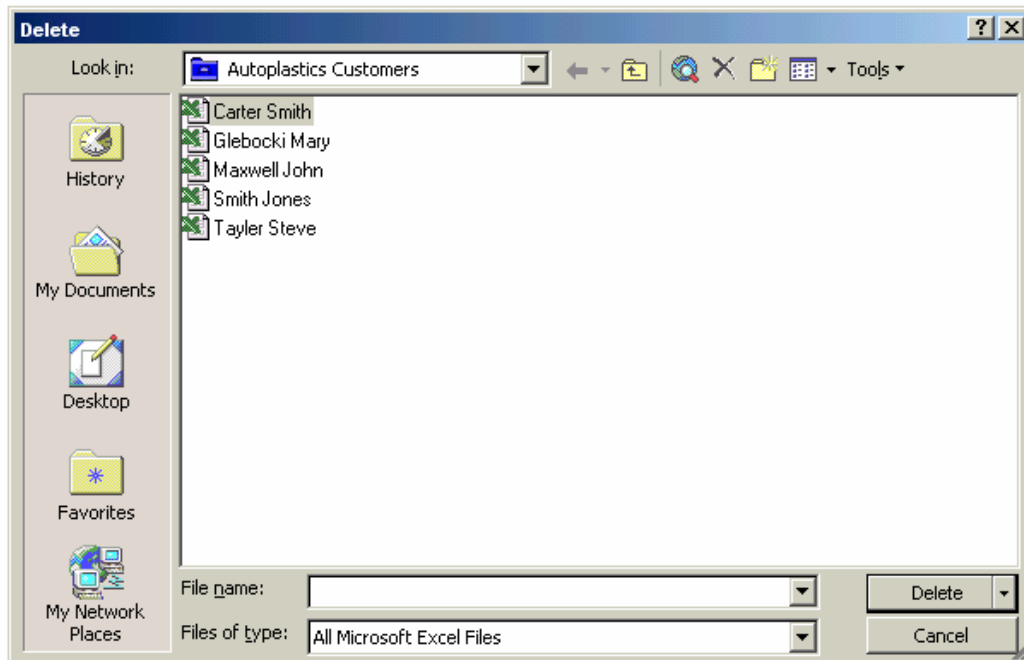 Delete
Look in: Autoplastics Customers Tools
Carter Smith
Glebocki Mary
Maxwell John
Smith Jones
Tayler Steve
History
My Documents
Desktop
Favorites
My Network
Places
File name:
Delete
Files of type: All Microsoft Excel Files
Cancel